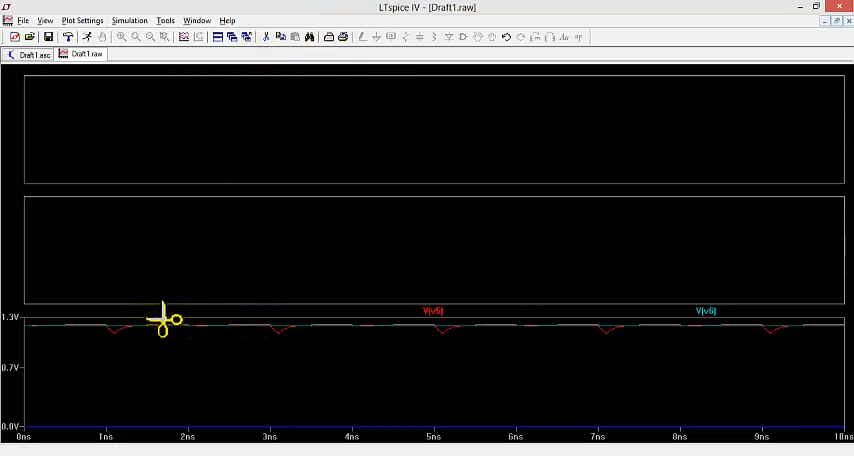 LTspice IV - [Draft1.raw]
File View Plot Settings Simulation Tools Window Help
Draft1.asc Draft1.raw
V(v5) V(v6)
1.3V
0.7V
0.0V
0ns 1ns 2ns 3ns 4ns 5ns 6ns 7ns 8ns 9ns 10ns